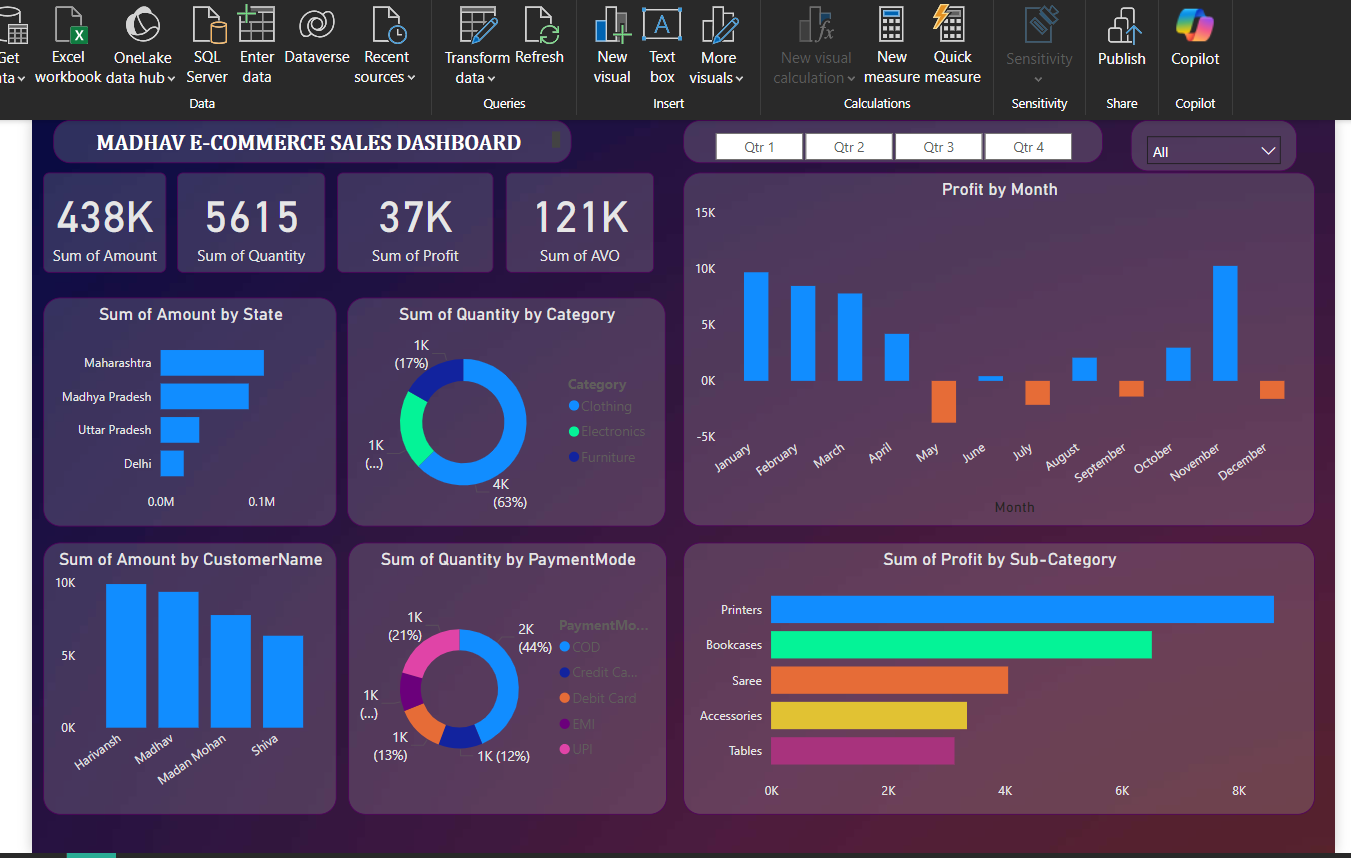 Get
Excel
workbook
OneLake
data hub
SQL
Server
Enter
data
Dataverse
Recent
sources
Data
Transform
data
Refresh
Queries
New
visual
Text
box
More
visuals
Insert
New visual
calculation
New
measure
Quick
measure
Calculations
Sensitivity
Sensitivity
Publish
Share
Copilot
Copilot
MADHAV E-COMMERCE SALES DASHBOARD
Qtr 1 Qtr 2 Qtr 3 Qtr 4
All
438K
Sum of Amount
5615
Sum of Quantity
37K
Sum of Profit
121K
Sum of AVO
Profit by Month
15K
10K
5K
0K
-5K
January February March April May June July August September October November December
Month
Sum of Amount by State
Maharashtra
Madhya Pradesh
Uttar Pradesh
Delhi
0.0M 0.1M
Sum of Quantity by Category
1K
(17%)
1K
(...)
4K
(63%)
Category
Clothing
Electronics
Furniture
Sum of Amount by CustomerName
10K
5K
0K
Harivansh Madhav Madan Mohan Shiva
Sum of Quantity by PaymentMode
1K
(21%)
2K
(44%)
1K
(...)
1K
(13%)
1K (12%)
PaymentMo...
COD
Credit Ca...
Debit Card
EMI
UPI
Sum of Profit by Sub-Category
Printers
Bookcases
Saree
Accessories
Tables
0K 2K 4K 6K 8K